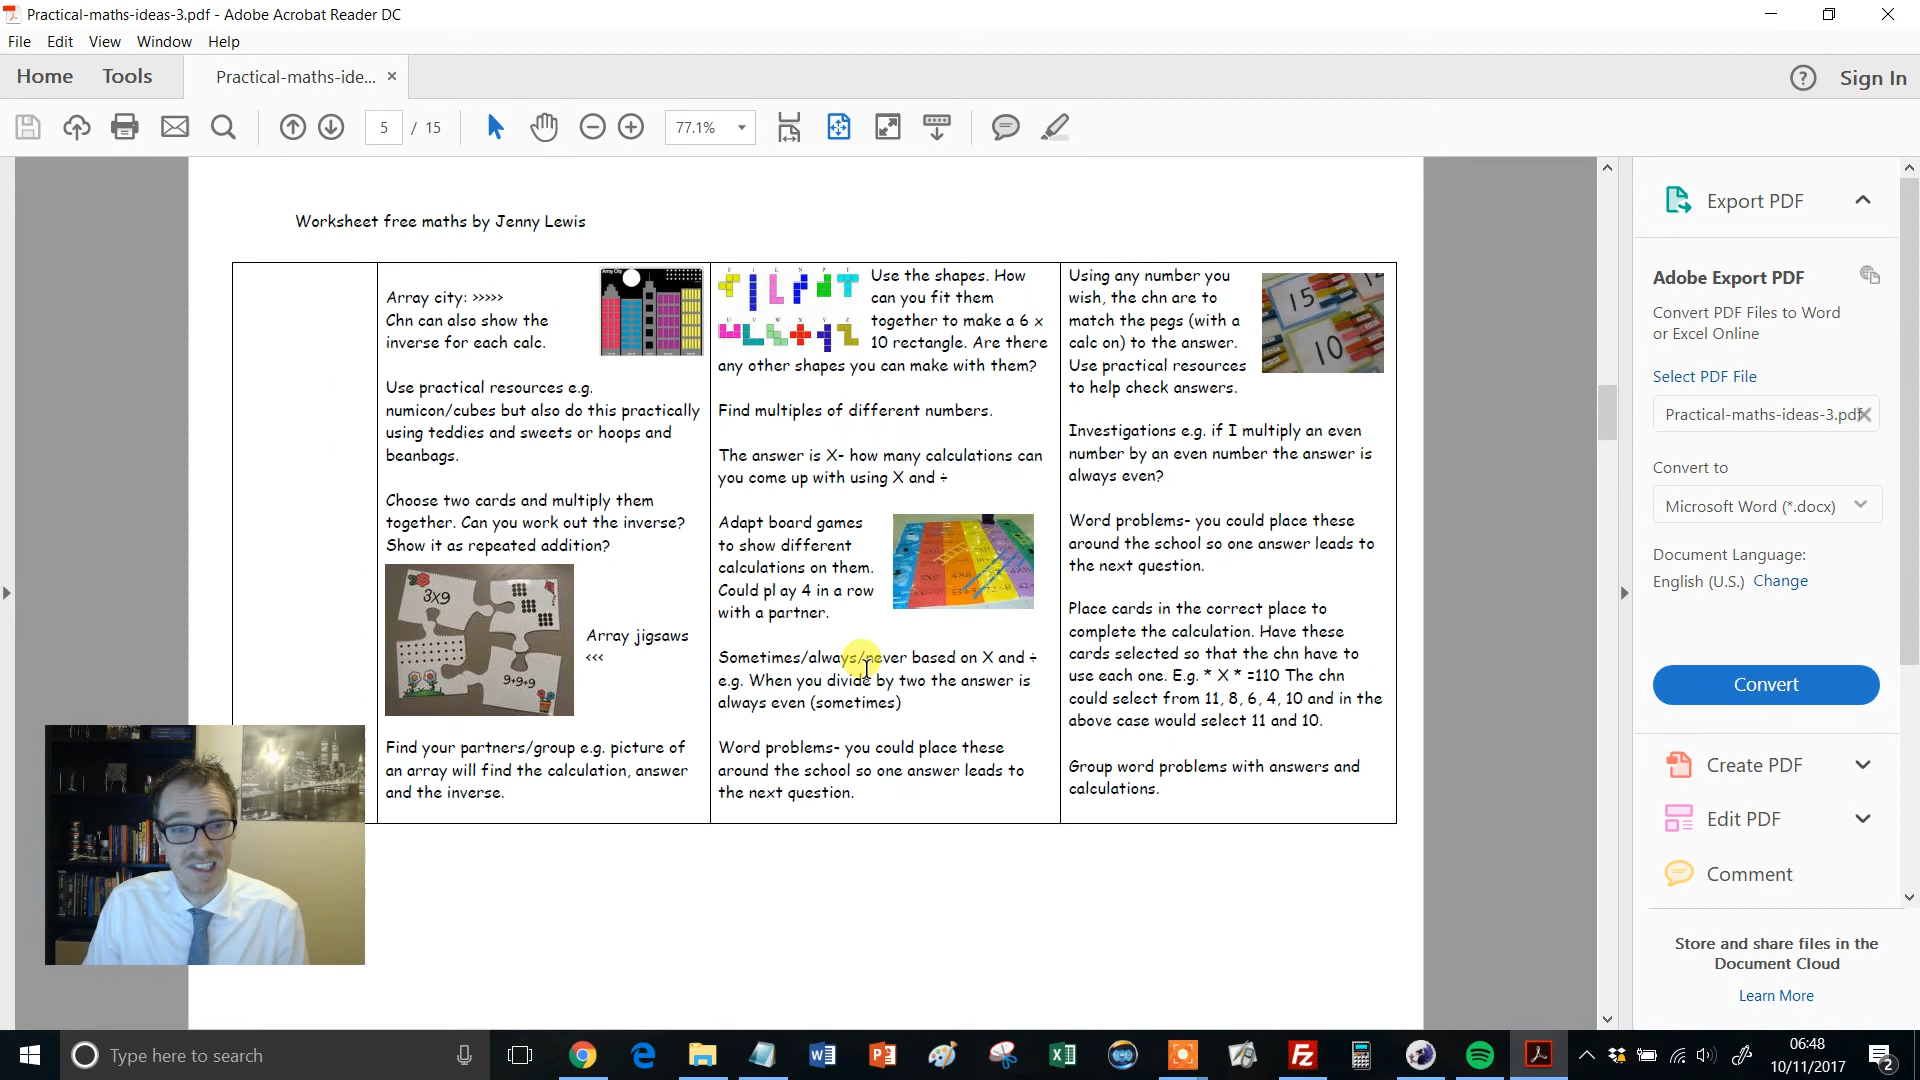 Practical-maths-ideas-3.pdf - Adobe Acrobat Reader DC
File Edit View Window Help
Home Tools Practical-maths-ide... × Sign In
5 / 15 77.1%
Worksheet free maths by Jenny Lewis
Array city: >>>>>
Chn can also show the
inverse for each calc.
Use practical resources e.g.
numicon/cubes but also do this practically
using teddies and sweets or hoops and
beanbags.
Choose two cards and multiply them
together. Can you work out the inverse?
Show it as repeated addition?
3x9
9+9+9
Array jigsaws
<<<
Find your partners/group e.g. picture of
an array will find the calculation, answer
and the inverse.
Array City
Use the shapes. How
can you fit them
together to make a 6 x
10 rectangle. Are there
any other shapes you can make with them?
Find multiples of different numbers.
The answer is X- how many calculations can
you come up with using X and ÷
Adapt board games
to show different
calculations on them.
Could pl ay 4 in a row
with a partner.
Sometimes/always/never based on X and ÷
e.g. When you divide by two the answer is
always even (sometimes)
Word problems- you could place these
around the school so one answer leads to
the next question.
Using any number you
wish, the chn are to
match the pegs (with a
calc on) to the answer.
Use practical resources
to help check answers.
15
10
Investigations e.g. if I multiply an even
number by an even number the answer is
always even?
Word problems- you could place these
around the school so one answer leads to
the next question.
Place cards in the correct place to
complete the calculation. Have these
cards selected so that the chn have to
use each one. E.g. * X * =110 The chn
could select from 11, 8, 6, 4, 10 and in the
above case would select 11 and 10.
Group word problems with answers and
calculations.
Export PDF
Adobe Export PDF
Convert PDF Files to Word
or Excel Online
Select PDF File
Practical-maths-ideas-3.pdf
Convert to
Microsoft Word (*.docx)
Document Language:
English (U.S.) Change
Convert
Create PDF
Edit PDF
Comment
Store and share files in the
Document Cloud
Learn More
Type here to search
06:48
10/11/2017
2